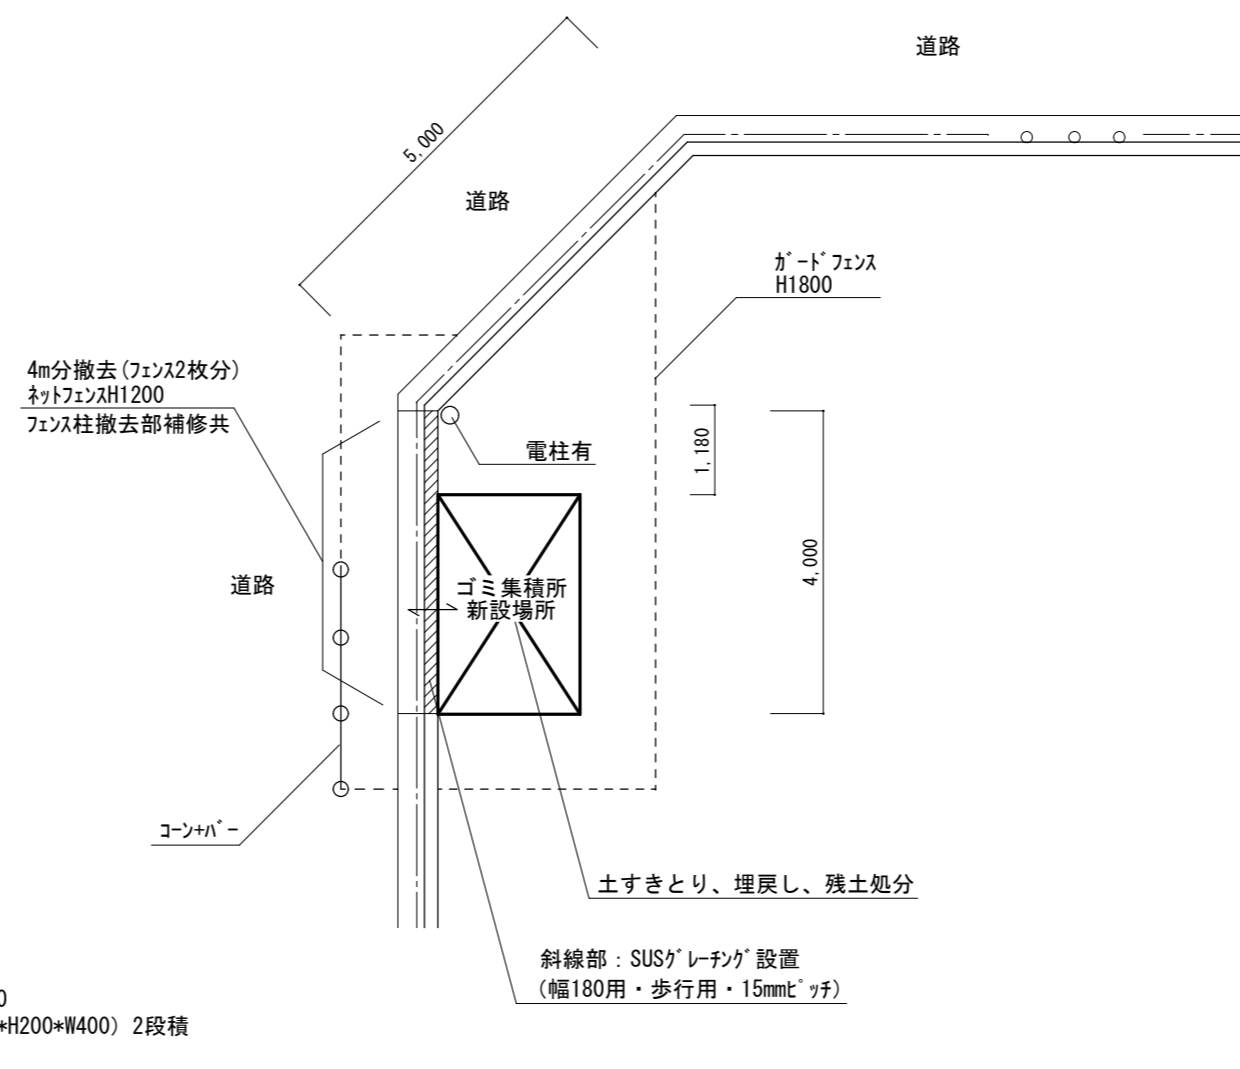 道路
5,000
道路
ｶﾞｰﾄﾞﾌｪﾝｽ
H1800
4m分撤去(ﾌｪﾝｽ2枚分)
ﾈｯﾄﾌｪﾝｽH1200
ﾌｪﾝｽ柱撤去部補修共
電柱有
1,180
4,000
道路
ゴミ集積所
新設場所
ｺｰﾝ+ﾊﾞｰ
土すきとり、埋戻し、残土処分
斜線部：SUSｸﾞﾚｰﾁﾝｸﾞ設置
(幅180用・歩行用・15mmﾋﾟｯﾁ)
0
*H200*W400) 2段積